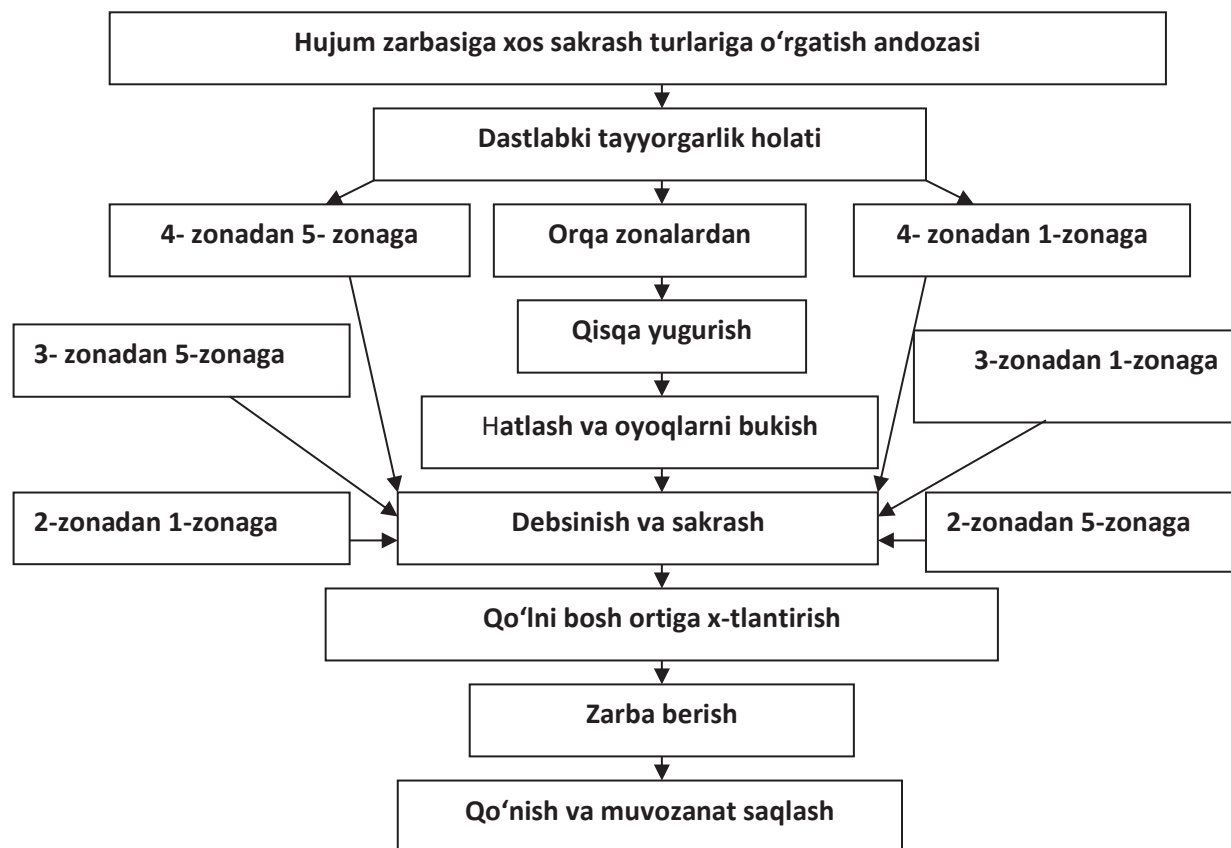 Hujum zarbasiga xos sakrash turlariga o‘rgatish andozasi
Dastlabki tayyorgarlik holati
4- zonadan 5- zonaga
Orqa zonalardan
4- zonadan 1-zonaga
Qisqa yugurish
3- zonadan 5-zonaga
3-zonadan 1-zonaga
Hatlash va oyoqlarni bukish
2-zonadan 1-zonaga
Debsinish va sakrash
2-zonadan 5-zonaga
Qo‘lni bosh ortiga x-tlantirish
Zarba berish
Qo‘nish va muvozanat saqlash